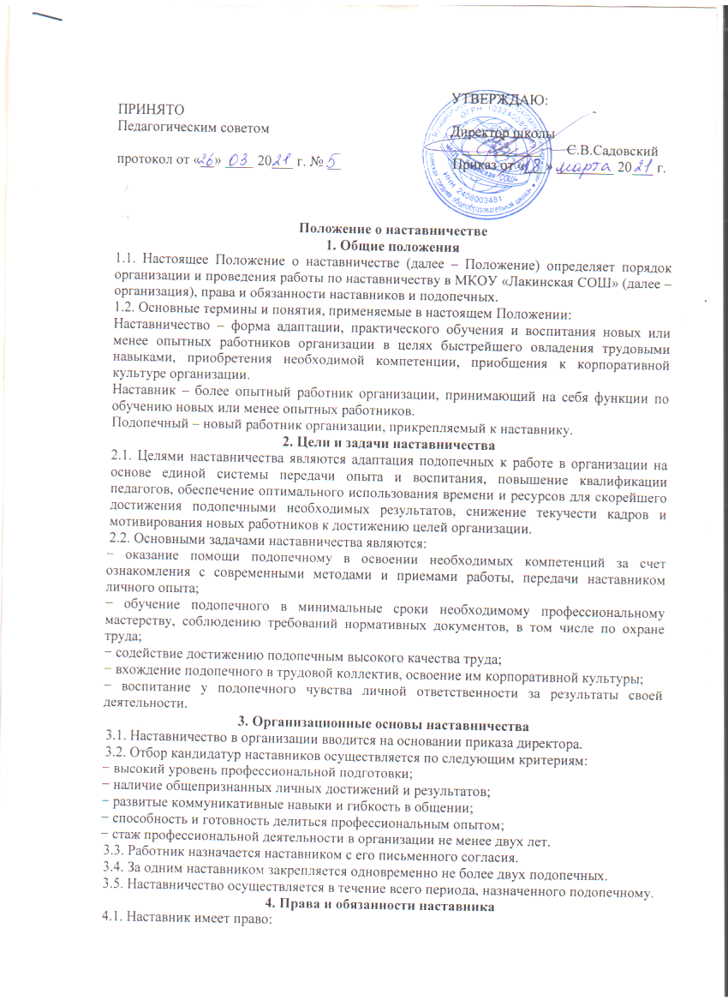 ПРИНЯТО
Педагогическим советом
протокол от «26» 03 2021 г. № 5
УТВЕРЖДАЮ:
Директор школы
Є.В.Садовский
Приказ от «18» марта 2021 г.
ОГРН 10324008
МКОУ «Лакинская СОШ»
ИНН 2408003481
средняя общеобразовательная школа»
Положение о наставничестве
1. Общие положения
1.1. Настоящее Положение о наставничестве (далее – Положение) определяет порядок
организации и проведения работы по наставничеству в МКОУ «Лакинская СОШ» (далее –
организация), права и обязанности наставников и подопечных.
1.2. Основные термины и понятия, применяемые в настоящем Положении:
Наставничество – форма адаптации, практического обучения и воспитания новых или
менее опытных работников организации в целях быстрейшего овладения трудовыми
навыками, приобретения необходимой компетенции, приобщения к корпоративной
культуре организации.
Наставник – более опытный работник организации, принимающий на себя функции по
обучению новых или менее опытных работников.
Подопечный – новый работник организации, прикрепляемый к наставнику.
2. Цели и задачи наставничества
2.1. Целями наставничества являются адаптация подопечных к работе в организации на
основе единой системы передачи опыта и воспитания, повышение квалификации
педагогов, обеспечение оптимального использования времени и ресурсов для скорейшего
достижения подопечными необходимых результатов, снижение текучести кадров и
мотивирования новых работников к достижению целей организации.
2.2. Основными задачами наставничества являются:
− оказание помощи подопечному в освоении необходимых компетенций за счет
ознакомления с современными методами и приемами работы, передачи наставником
личного опыта;
− обучение подопечного в минимальные сроки необходимому профессиональному
мастерству, соблюдению требований нормативных документов, в том числе по охране
труда;
− содействие достижению подопечным высокого качества труда;
− вхождение подопечного в трудовой коллектив, освоение им корпоративной культуры;
− воспитание у подопечного чувства личной ответственности за результаты своей
деятельности.
3. Организационные основы наставничества
3.1. Наставничество в организации вводится на основании приказа директора.
3.2. Отбор кандидатур наставников осуществляется по следующим критериям:
− высокий уровень профессиональной подготовки;
− наличие общепризнанных личных достижений и результатов;
− развитые коммуникативные навыки и гибкость в общении;
− способность и готовность делиться профессиональным опытом;
− стаж профессиональной деятельности в организации не менее двух лет.
3.3. Работник назначается наставником с его письменного согласия.
3.4. За одним наставником закрепляется одновременно не более двух подопечных.
3.5. Наставничество осуществляется в течение всего периода, назначенного подопечному.
4. Права и обязанности наставника
4.1. Наставник имеет право: